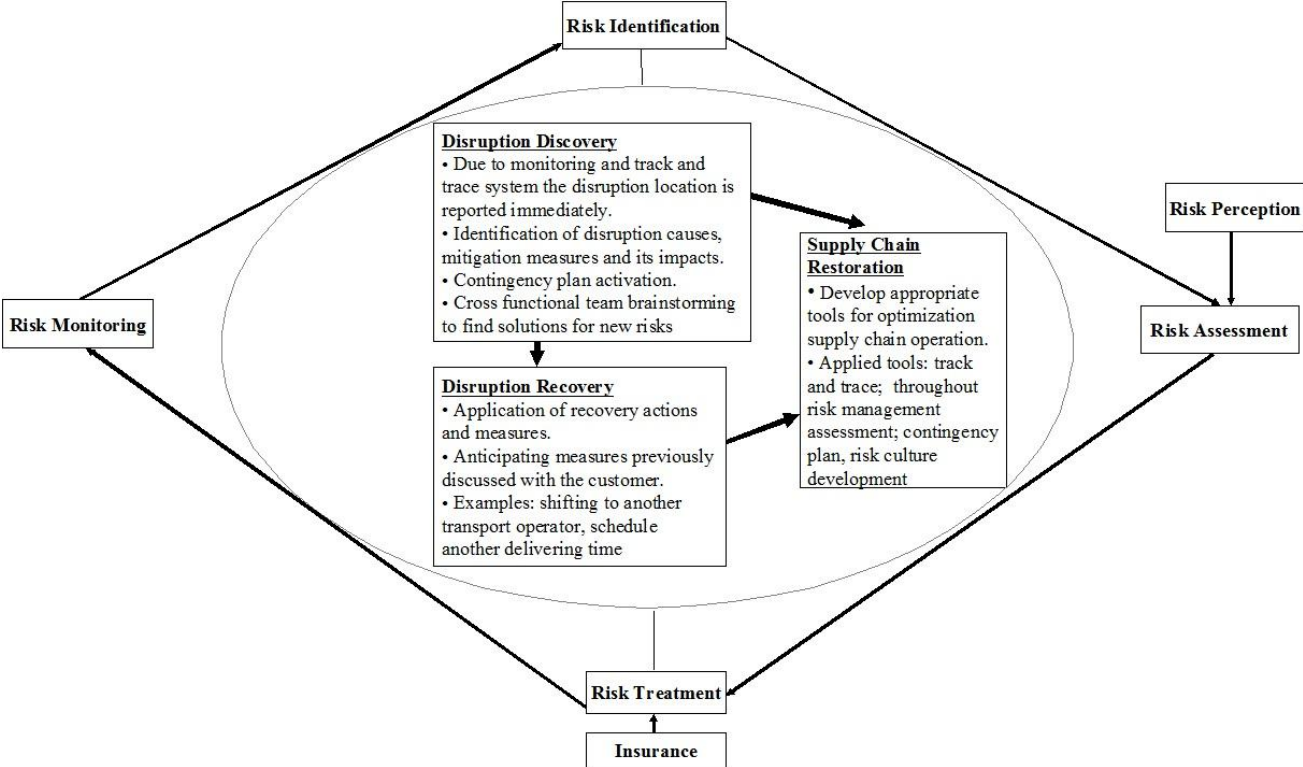 Risk Identification
Disruption Discovery
• Due to monitoring and track and
trace system the disruption location is
reported immediately.
• Identification of disruption causes,
mitigation measures and its impacts.
• Contingency plan activation.
• Cross functional team brainstorming
to find solutions for new risks
Risk Perception
Supply Chain
Restoration
• Develop appropriate
tools for optimization
supply chain operation.
• Applied tools: track
and trace; throughout
risk management
assessment; contingency
plan, risk culture
development
Risk Monitoring
Risk Assessment
Disruption Recovery
• Application of recovery actions
and measures.
• Anticipating measures previously
discussed with the customer.
• Examples: shifting to another
transport operator, schedule
another delivering time
Risk Treatment
Insurance